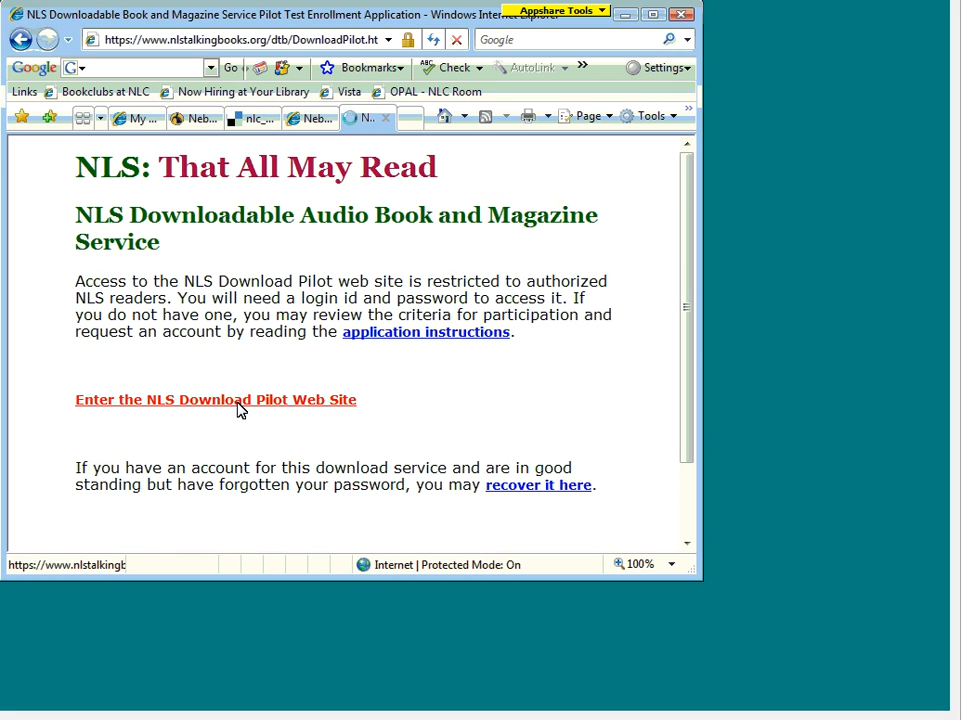 NLS Downloadable Book and Magazine Service Pilot Test Enrollment Application - Windows Internet Explorer
Appshare Tools
https://www.nlstalkingbooks.org/dtb/DownloadPilot.ht
Google
Google G Go Bookmarks ABC Check AutoLink » Settings
Links Bookclubs at NLC Now Hiring at Your Library Vista OPAL - NLC Room
My ... Neb... nlc_... Neb... N.. Page Tools »
NLS: That All May Read
NLS Downloadable Audio Book and Magazine
Service
Access to the NLS Download Pilot web site is restricted to authorized
NLS readers. You will need a login id and password to access it. If
you do not have one, you may review the criteria for participation and
request an account by reading the application instructions.
Enter the NLS Download Pilot Web Site
If you have an account for this download service and are in good
standing but have forgotten your password, you may recover it here.
https://www.nlstalkingb
Internet | Protected Mode: On
100%